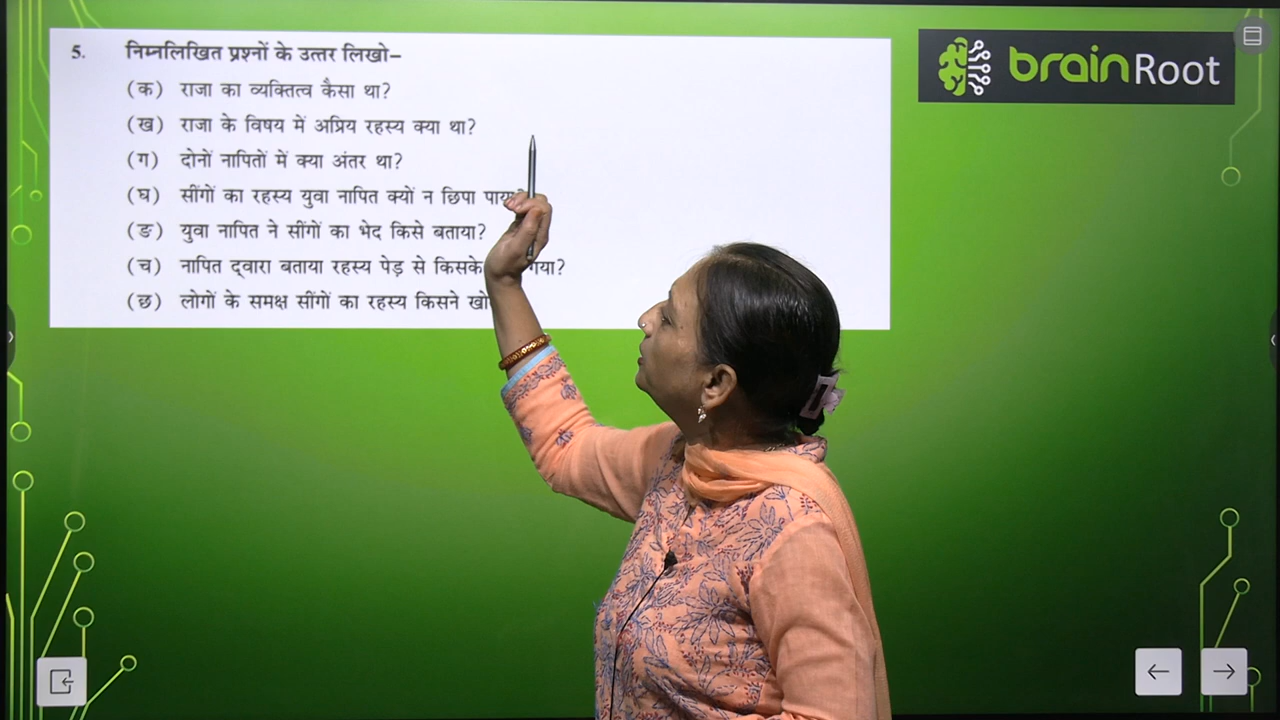 5. निम्नलिखित प्रश्नों के उत्तर लिखो–
(क) राजा का व्यक्तित्व कैसा था?
(ख) राजा के विषय में अप्रिय रहस्य क्या था?
(ग) दोनों नापितों में क्या अंतर था?
(घ) सींगों का रहस्य युवा नापित क्यों न छिपा
(ङ) युवा नापित ने सींगों का भेद किसे बताया?
(च) नापित द्वारा बताया रहस्य पेड़ से किसके गया?
(छ) लोगों के समक्ष सींगों का रहस्य किसने
brainRoot